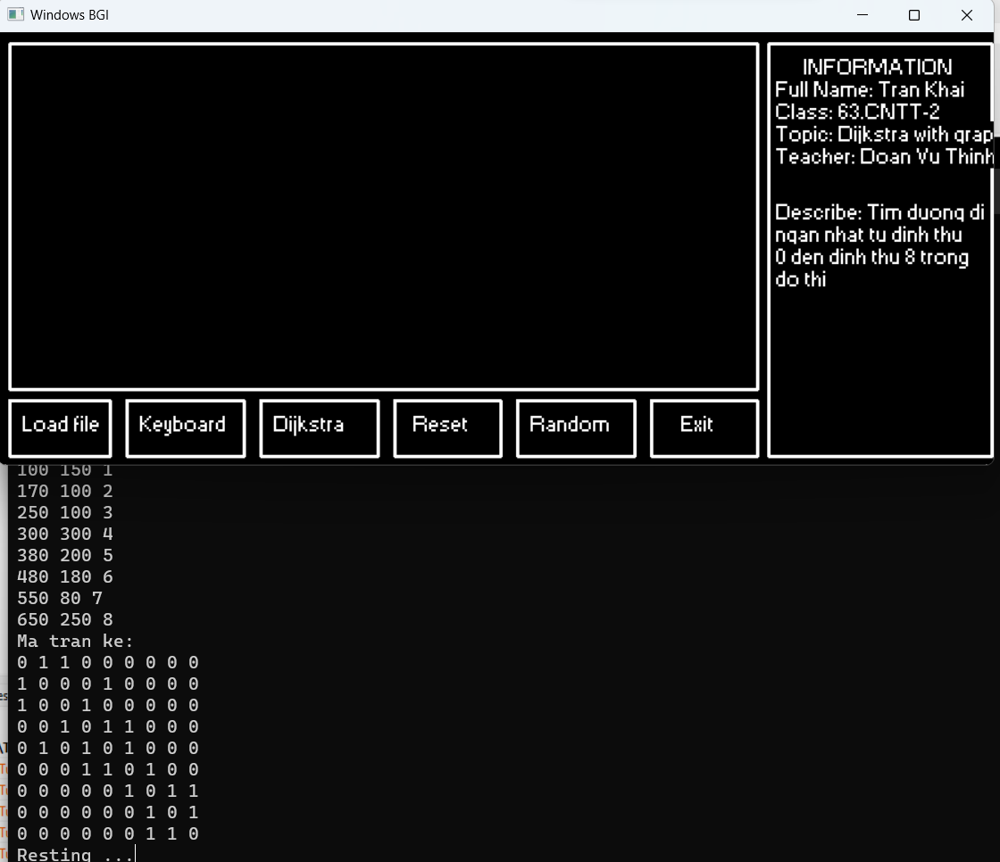 Windows BGI
INFORMATION
Full Name: Tran Khai
Class: 63.CNTT-2
Topic: Dijkstra with grap
Teacher: Doan Vu Thinh
Describe: Tim duong di
ngan nhat tu dinh thu
0 den dinh thu 8 trong
do thi
Load file
Keyboard
Dijkstra
Reset
Random
Exit
100 150 1
170 100 2
250 100 3
300 300 4
380 200 5
480 180 6
550 80 7
650 250 8
Ma tran ke:
0 1 1 0 0 0 0 0 0
1 0 0 0 1 0 0 0 0
1 0 0 1 0 0 0 0 0
0 0 1 0 1 1 0 0 0
0 1 0 1 0 1 0 0 0
0 0 0 1 1 0 1 0 0
0 0 0 0 0 1 0 1 1
0 0 0 0 0 0 1 0 1
0 0 0 0 0 0 1 1 0
Resting ...